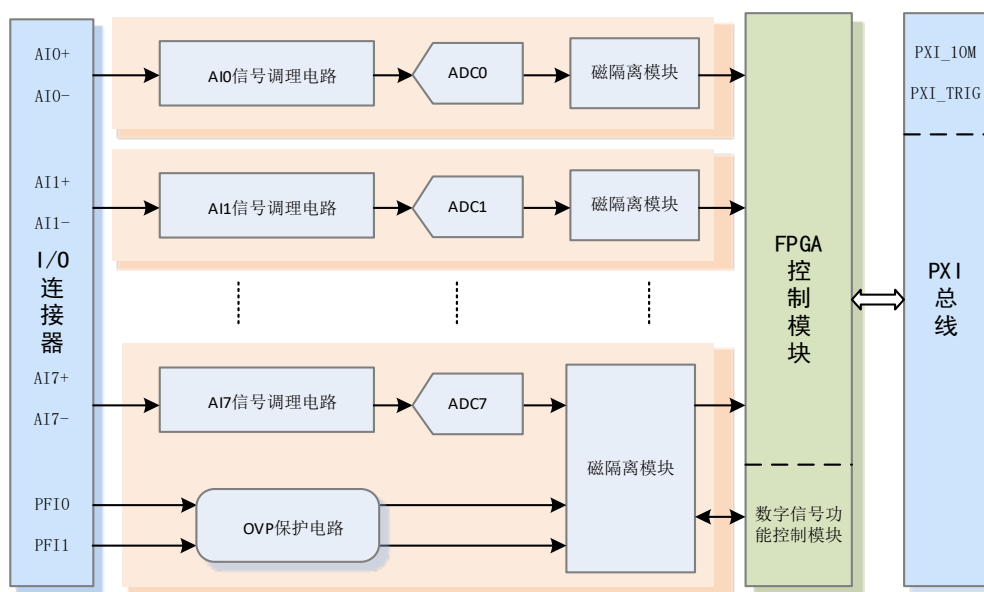 AI0+
AI0-
AI0信号调理电路
ADC0
磁隔离模块
AI1+
AI1-
AI1信号调理电路
ADC1
磁隔离模块
I/O
连
接
器
AI7+
AI7-
AI7信号调理电路
ADC7
磁隔离模块
PFI0
PFI1
OVP保护电路
FPGA
控
制
模
块
数字信号功
能控制模块
PXI_10M
PXI_TRIG
PXI
总
线